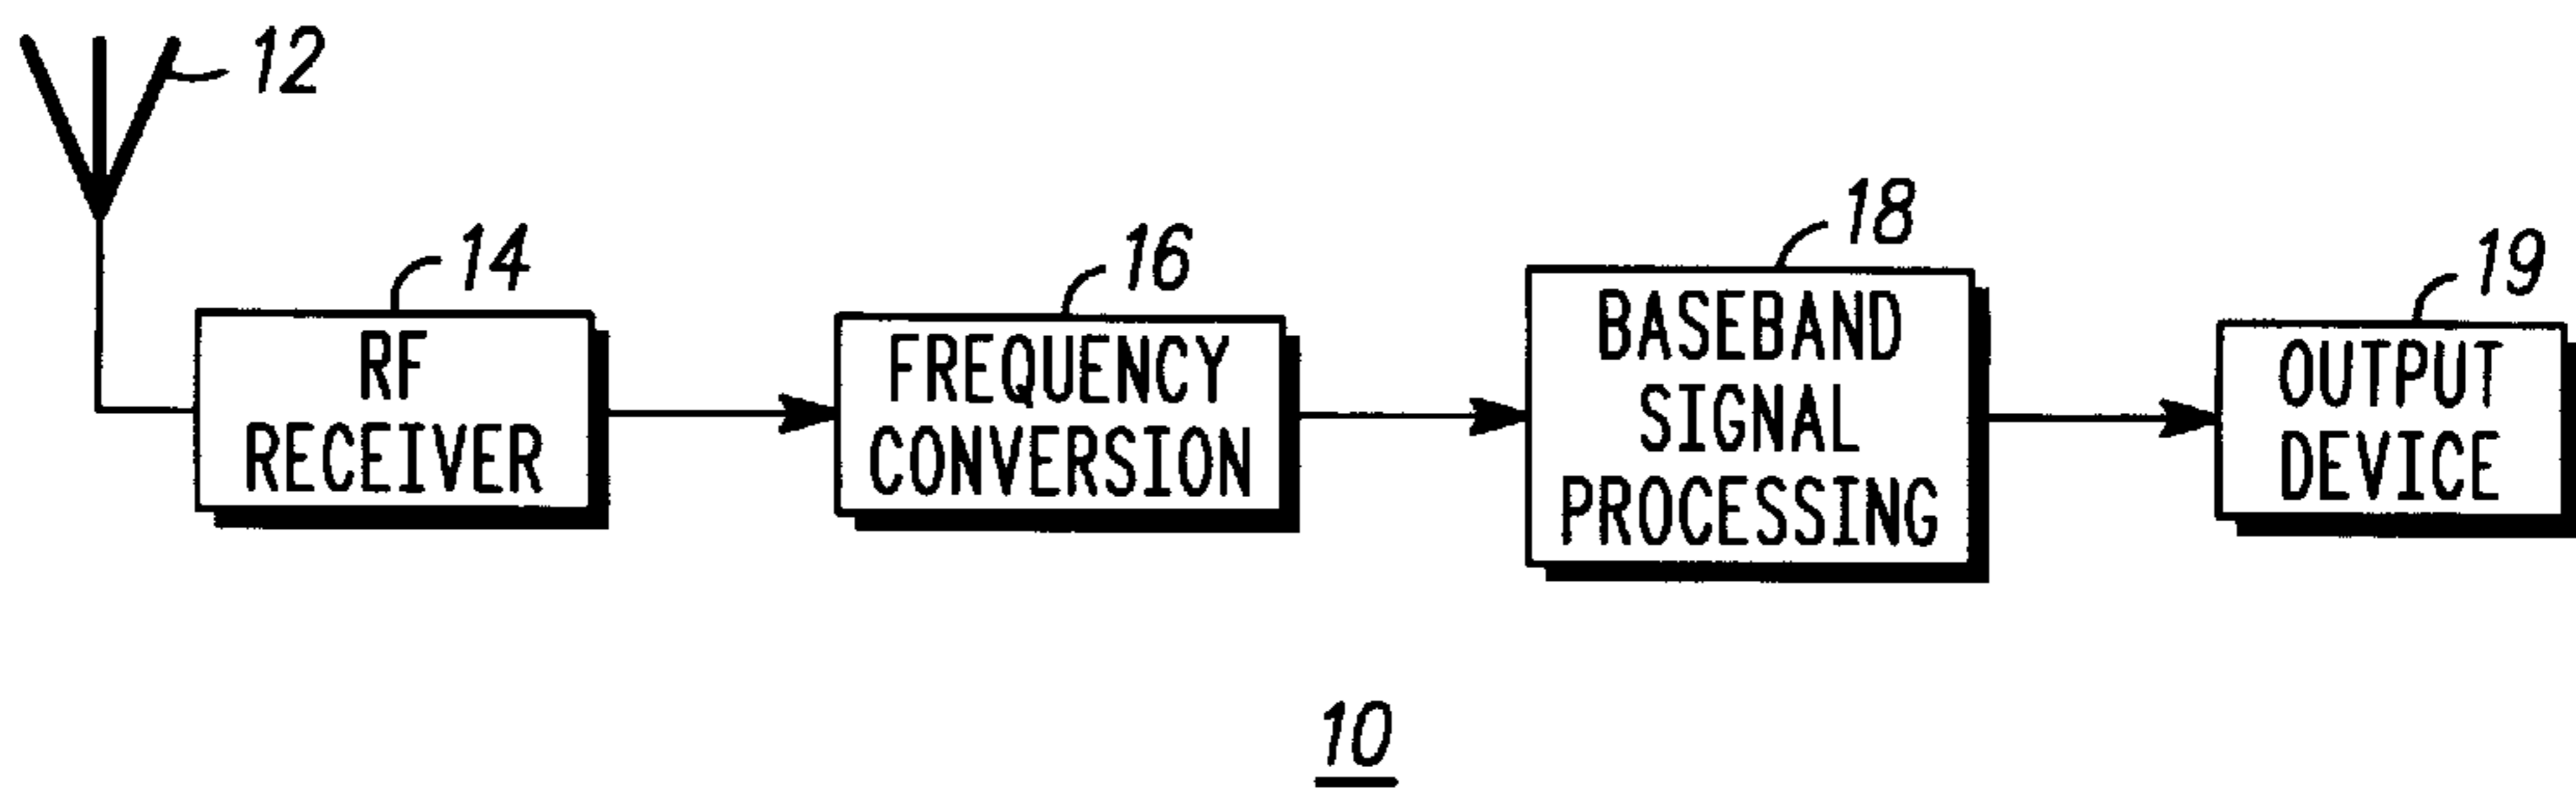 12
14
RF
RECEIVER
16
FREQUENCY
CONVERSION
18
BASEBAND
SIGNAL
PROCESSING
19
OUTPUT
DEVICE
10